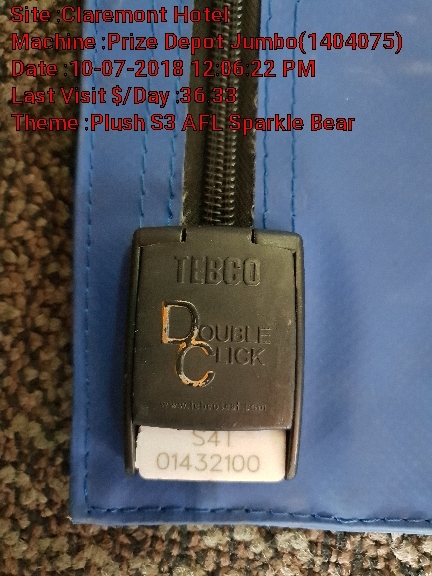 Site :Claremont Hotel
Machine :Prize Depot Jumbo(1404075)
Date :10-07-2018 12:06:22 PM
Last Visit $/Day :36.33
Theme :Plush S3 AFL Sparkle Bear
TEBCO
DOUBLE
CLICK
S41
01432100